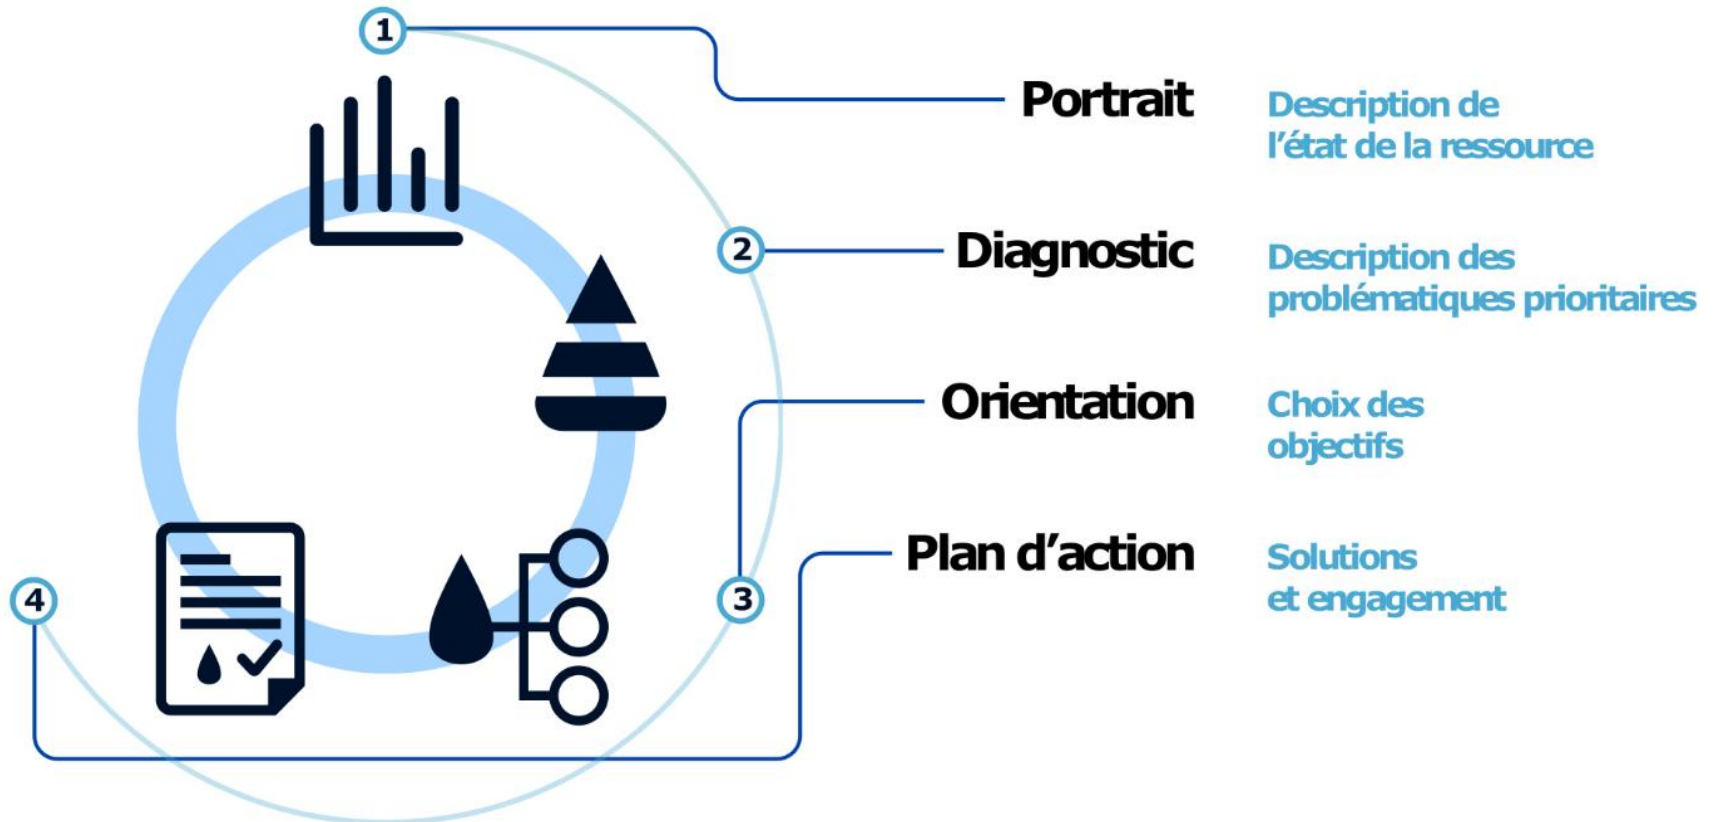 1
Portrait
Description de
l’état de la ressource
2
Diagnostic
Description des
problématiques prioritaires
Orientation
Choix des
objectifs
Plan d’action
Solutions
et engagement
3
4